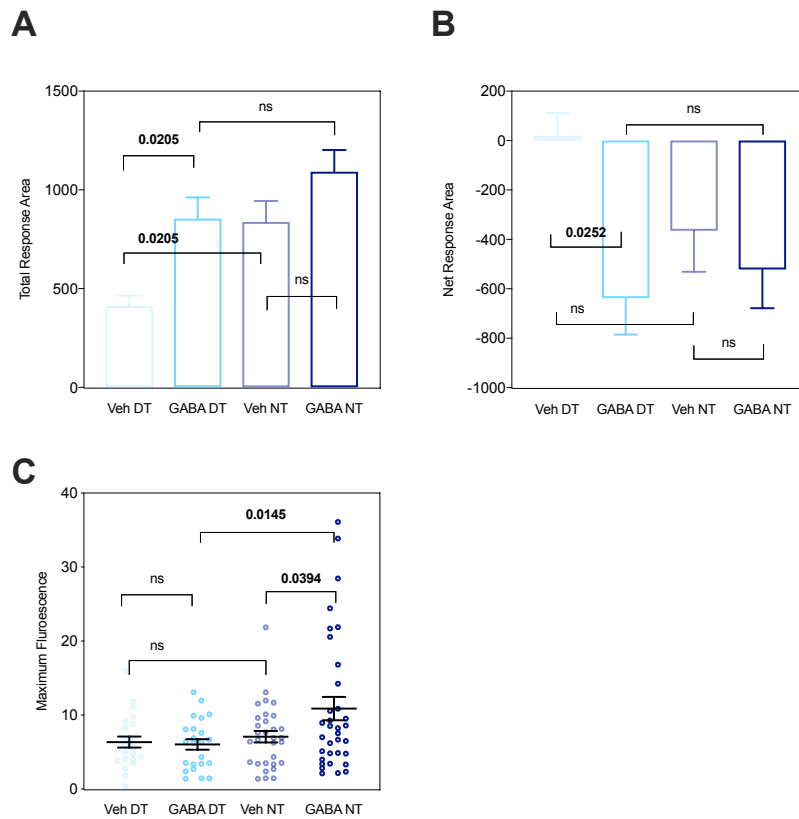 A
Total Response Area
1500
1000
500
0
0.0205
ns
0.0205
ns
Veh DT
GABA DT
Veh NT
GABA NT
B
Net Response Area
200
0
-200
-400
-600
-800
-1000
ns
0.0252
ns
ns
Veh DT
GABA DT
Veh NT
GABA NT
C
Maximum Fluroescence
40
30
20
10
0
0.0145
ns
0.0394
ns
Veh DT
GABA DT
Veh NT
GABA NT